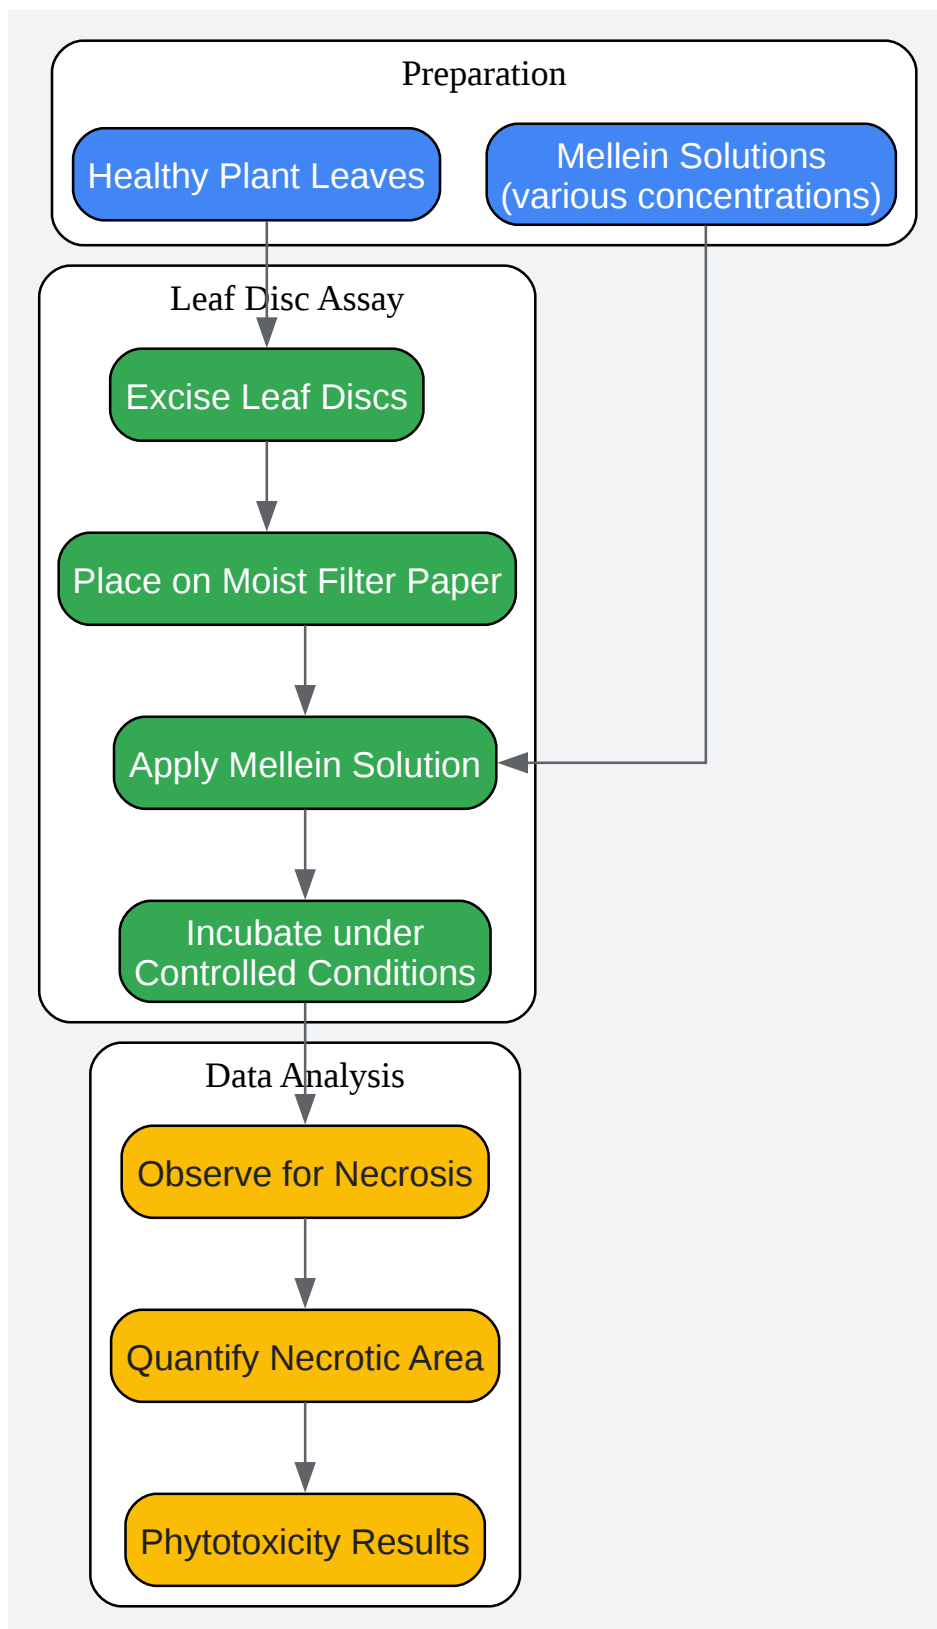 Preparation
Healthy Plant Leaves
Mellein Solutions
(various concentrations)
Leaf Disc Assay
Excise Leaf Discs
Place on Moist Filter Paper
Apply Mellein Solution
Incubate under
Controlled Conditions
Data Analysis
Observe for Necrosis
Quantify Necrotic Area
Phytotoxicity Results